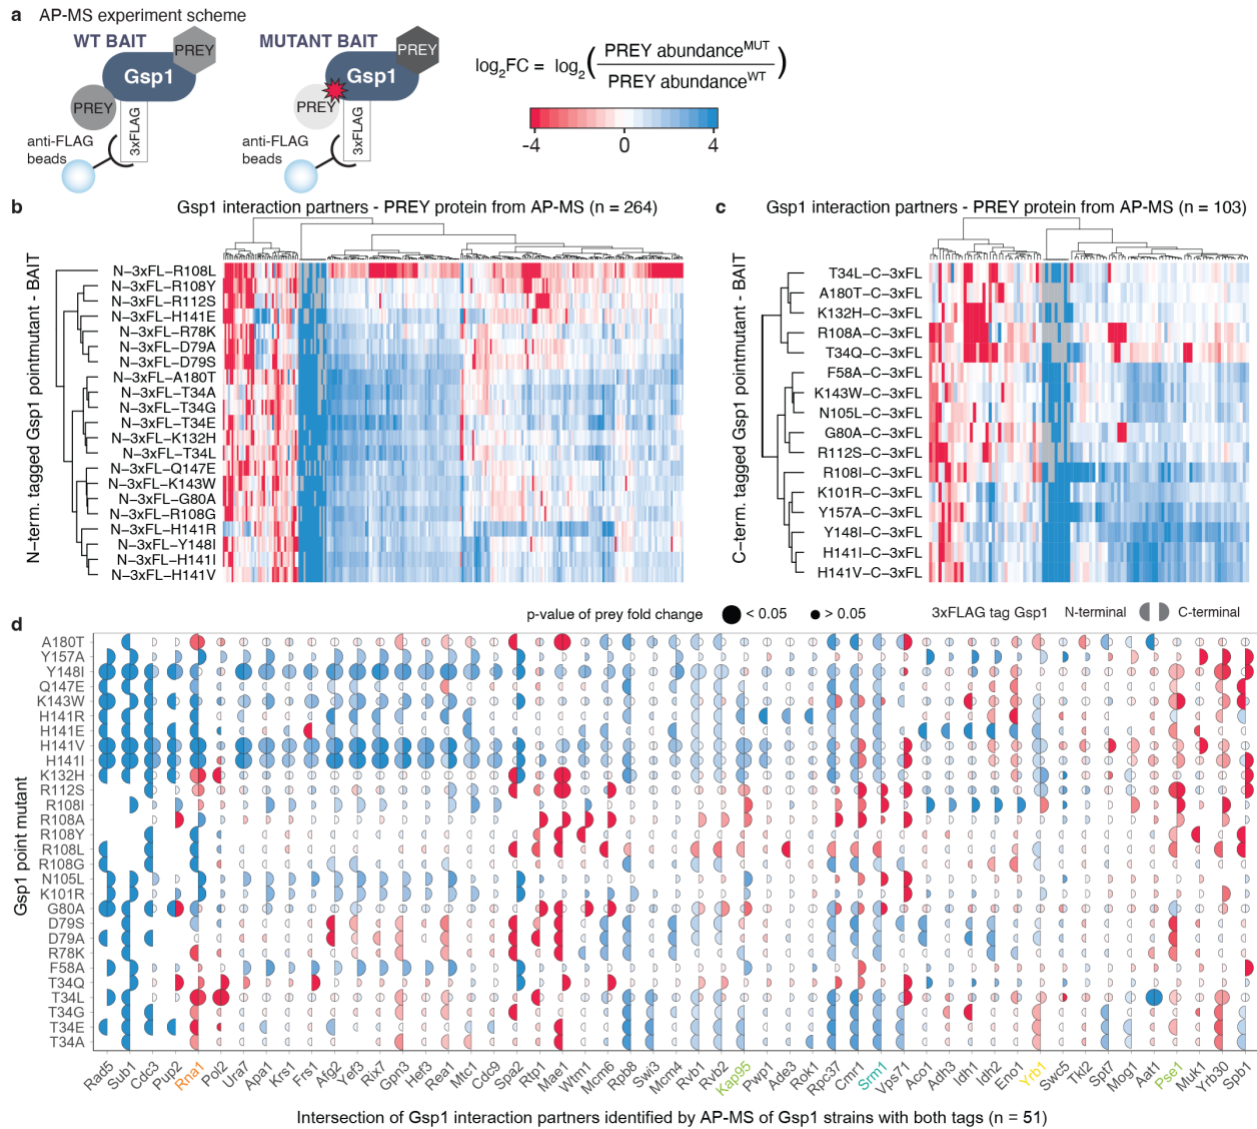 a AP-MS experiment scheme
WT BAIT
PREY
Gsp1
PREY
3xFLAG
anti-FLAG
beads
MUTANT BAIT
PREY
Gsp1
PREY
3xFLAG
anti-FLAG
beads
log2FC = log2(PREY abundance^MUT / PREY abundance^WT)
-4 0 4
b Gsp1 interaction partners - PREY protein from AP-MS (n = 264)
N-term. tagged Gsp1 pointmutant - BAIT
N-3xFL-R108L
N-3xFL-R108Y
N-3xFL-R112S
N-3xFL-H141E
N-3xFL-R78K
N-3xFL-D79A
N-3xFL-D79S
N-3xFL-A180T
N-3xFL-T34A
N-3xFL-T34G
N-3xFL-T34E
N-3xFL-K132H
N-3xFL-T34L
N-3xFL-Q147E
N-3xFL-K143W
N-3xFL-G80A
N-3xFL-R108G
N-3xFL-H141R
N-3xFL-Y148I
N-3xFL-H141I
N-3xFL-H141V
c Gsp1 interaction partners - PREY protein from AP-MS (n = 103)
C-term. tagged Gsp1 pointmutant - BAIT
T34L-C-3xFL
A180T-C-3xFL
K132H-C-3xFL
R108A-C-3xFL
T34Q-C-3xFL
F58A-C-3xFL
K143W-C-3xFL
N105L-C-3xFL
G80A-C-3xFL
R112S-C-3xFL
R108I-C-3xFL
K101R-C-3xFL
Y157A-C-3xFL
Y148I-C-3xFL
H141I-C-3xFL
H141V-C-3xFL
p-value of prey fold change < 0.05 > 0.05 3xFLAG tag Gsp1 N-terminal C-terminal
d
Gsp1 point mutant
A180T
Y157A
Y148I
Q147E
K143W
H141R
H141E
H141V
H141I
K132H
R112S
R108I
R108A
R108Y
R108L
R108G
N105L
K101R
G80A
D79S
D79A
R78K
F58A
T34Q
T34L
T34G
T34E
T34A
Rad5 Sub1 Cdc3 Pup2 Rna1 Pol2 Ura7 Apa1 Krs1 Frs1 Afg2 Yef3 Rix7 Gpn3 Hef3 Rea1 Mtc1 Cdc9 Spa2 Rtp1 Mae1 Wtm1 Mcm6 Rpb8 Swi3 Mcm4 Rvb1 Rvb2 Kap95 Pwp1 Ade3 Rok1 Rpc37 Cmr1 Srm1 Vps71 Aco1 Adh3 Idh1 Idh2 Eno1 Yrb1 Swc5 Tkl2 Spt7 Mog1 Aat1 Pse1 Muk1 Yrb30 Spb1
Intersection of Gsp1 interaction partners identified by AP-MS of Gsp1 strains with both tags (n = 51)